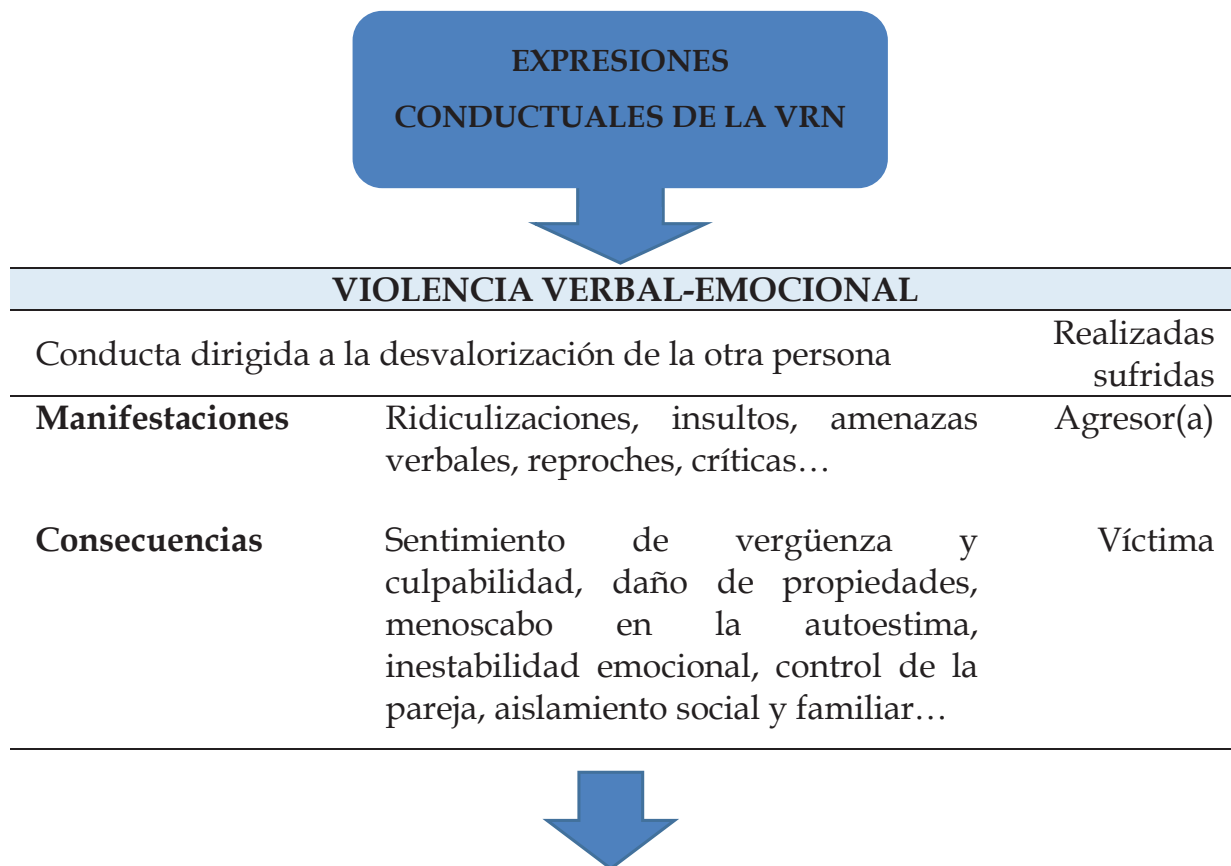 EXPRESIONES
CONDUCTUALES DE LA VRN
VIOLENCIA VERBAL-EMOCIONAL
Conducta dirigida a la desvalorización de la otra persona
Realizadas
sufridas
Manifestaciones
Ridiculizaciones, insultos, amenazas
verbales, reproches, críticas…
Agresor(a)
Consecuencias
Sentimiento de vergüenza y
culpabilidad, daño de propiedades,
menoscabo en la autoestima,
inestabilidad emocional, control de la
pareja, aislamiento social y familiar…
Víctima